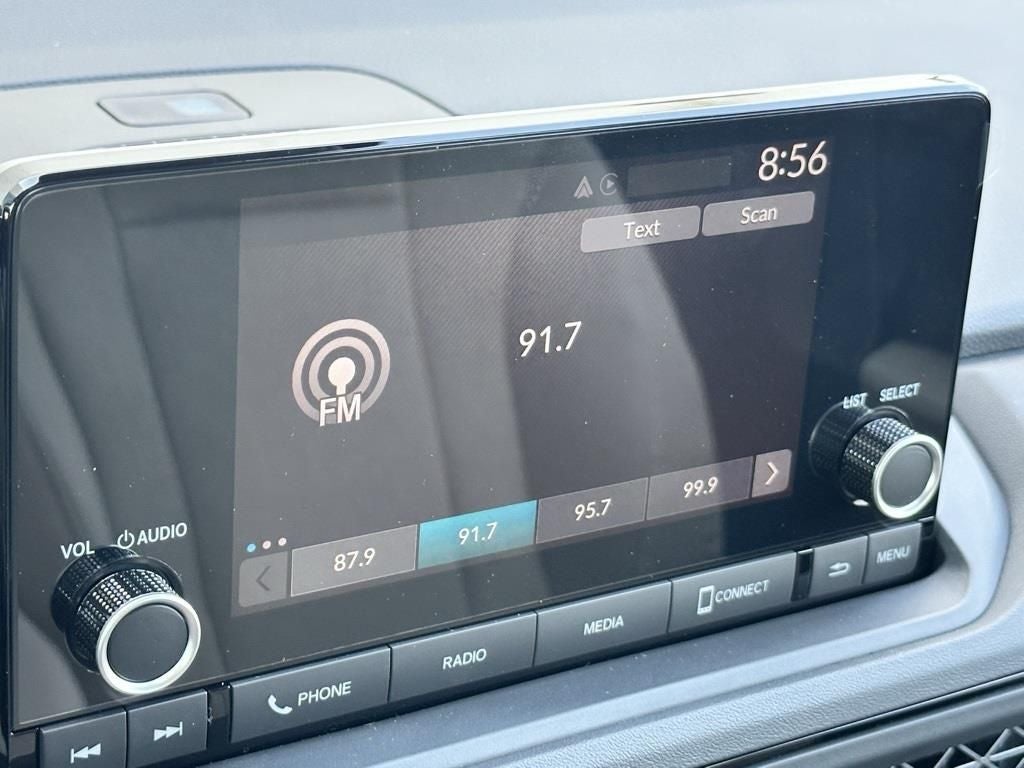 8:56
Text Scan
91.7
FM
LIST SELECT
87.9 91.7 95.7 99.9
VOL AUDIO
PHONE RADIO MEDIA CONNECT MENU